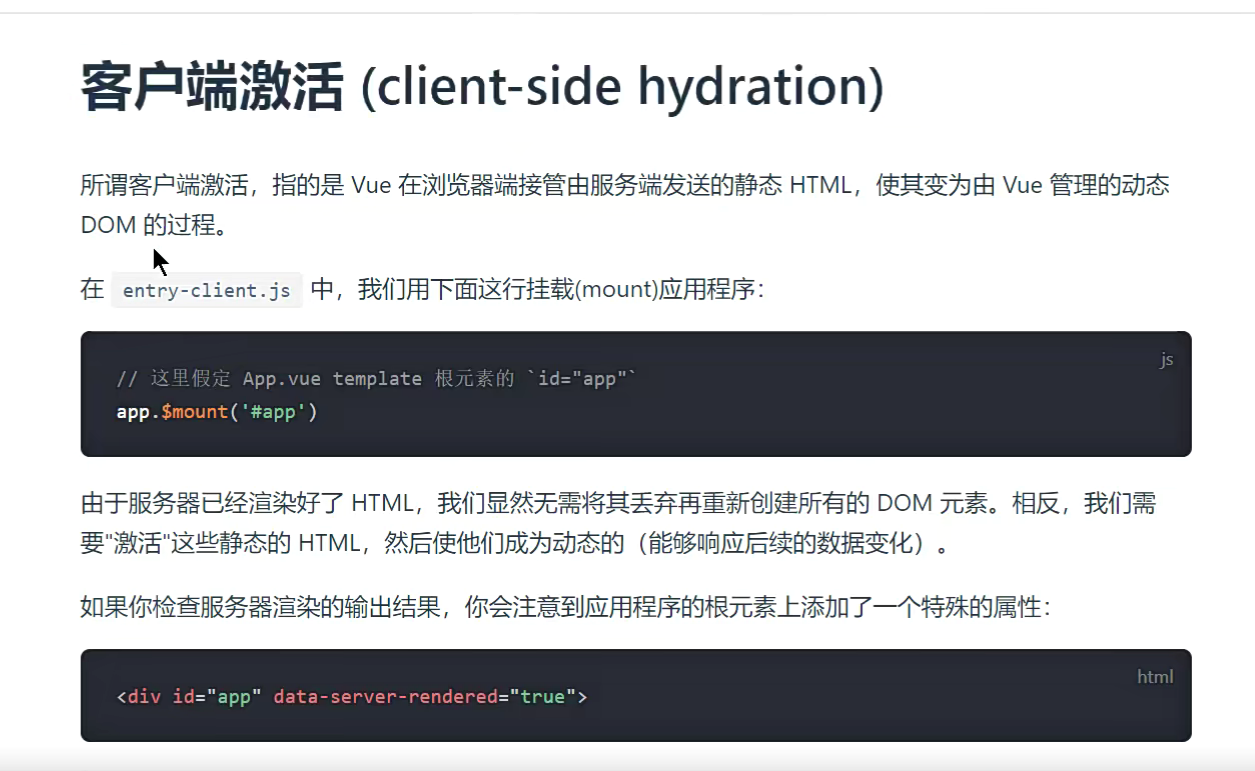 客户端激活 (client-side hydration)
所谓客户端激活，指的是 Vue 在浏览器端接管由服务端发送的静态 HTML，使其变为由 Vue 管理的动态
DOM 的过程。
在 entry-client.js 中，我们用下面这行挂载(mount)应用程序：
js
// 这里假定 App.vue template 根元素的 `id="app"`
app.$mount('#app')
由于服务器已经渲染好了 HTML，我们显然无需将其丢弃再重新创建所有的 DOM 元素。相反，我们需
要"激活"这些静态的 HTML，然后使他们成为动态的（能够响应后续的数据变化）。
如果你检查服务器渲染的输出结果，你会注意到应用程序的根元素上添加了一个特殊的属性：
html
<div id="app" data-server-rendered="true">